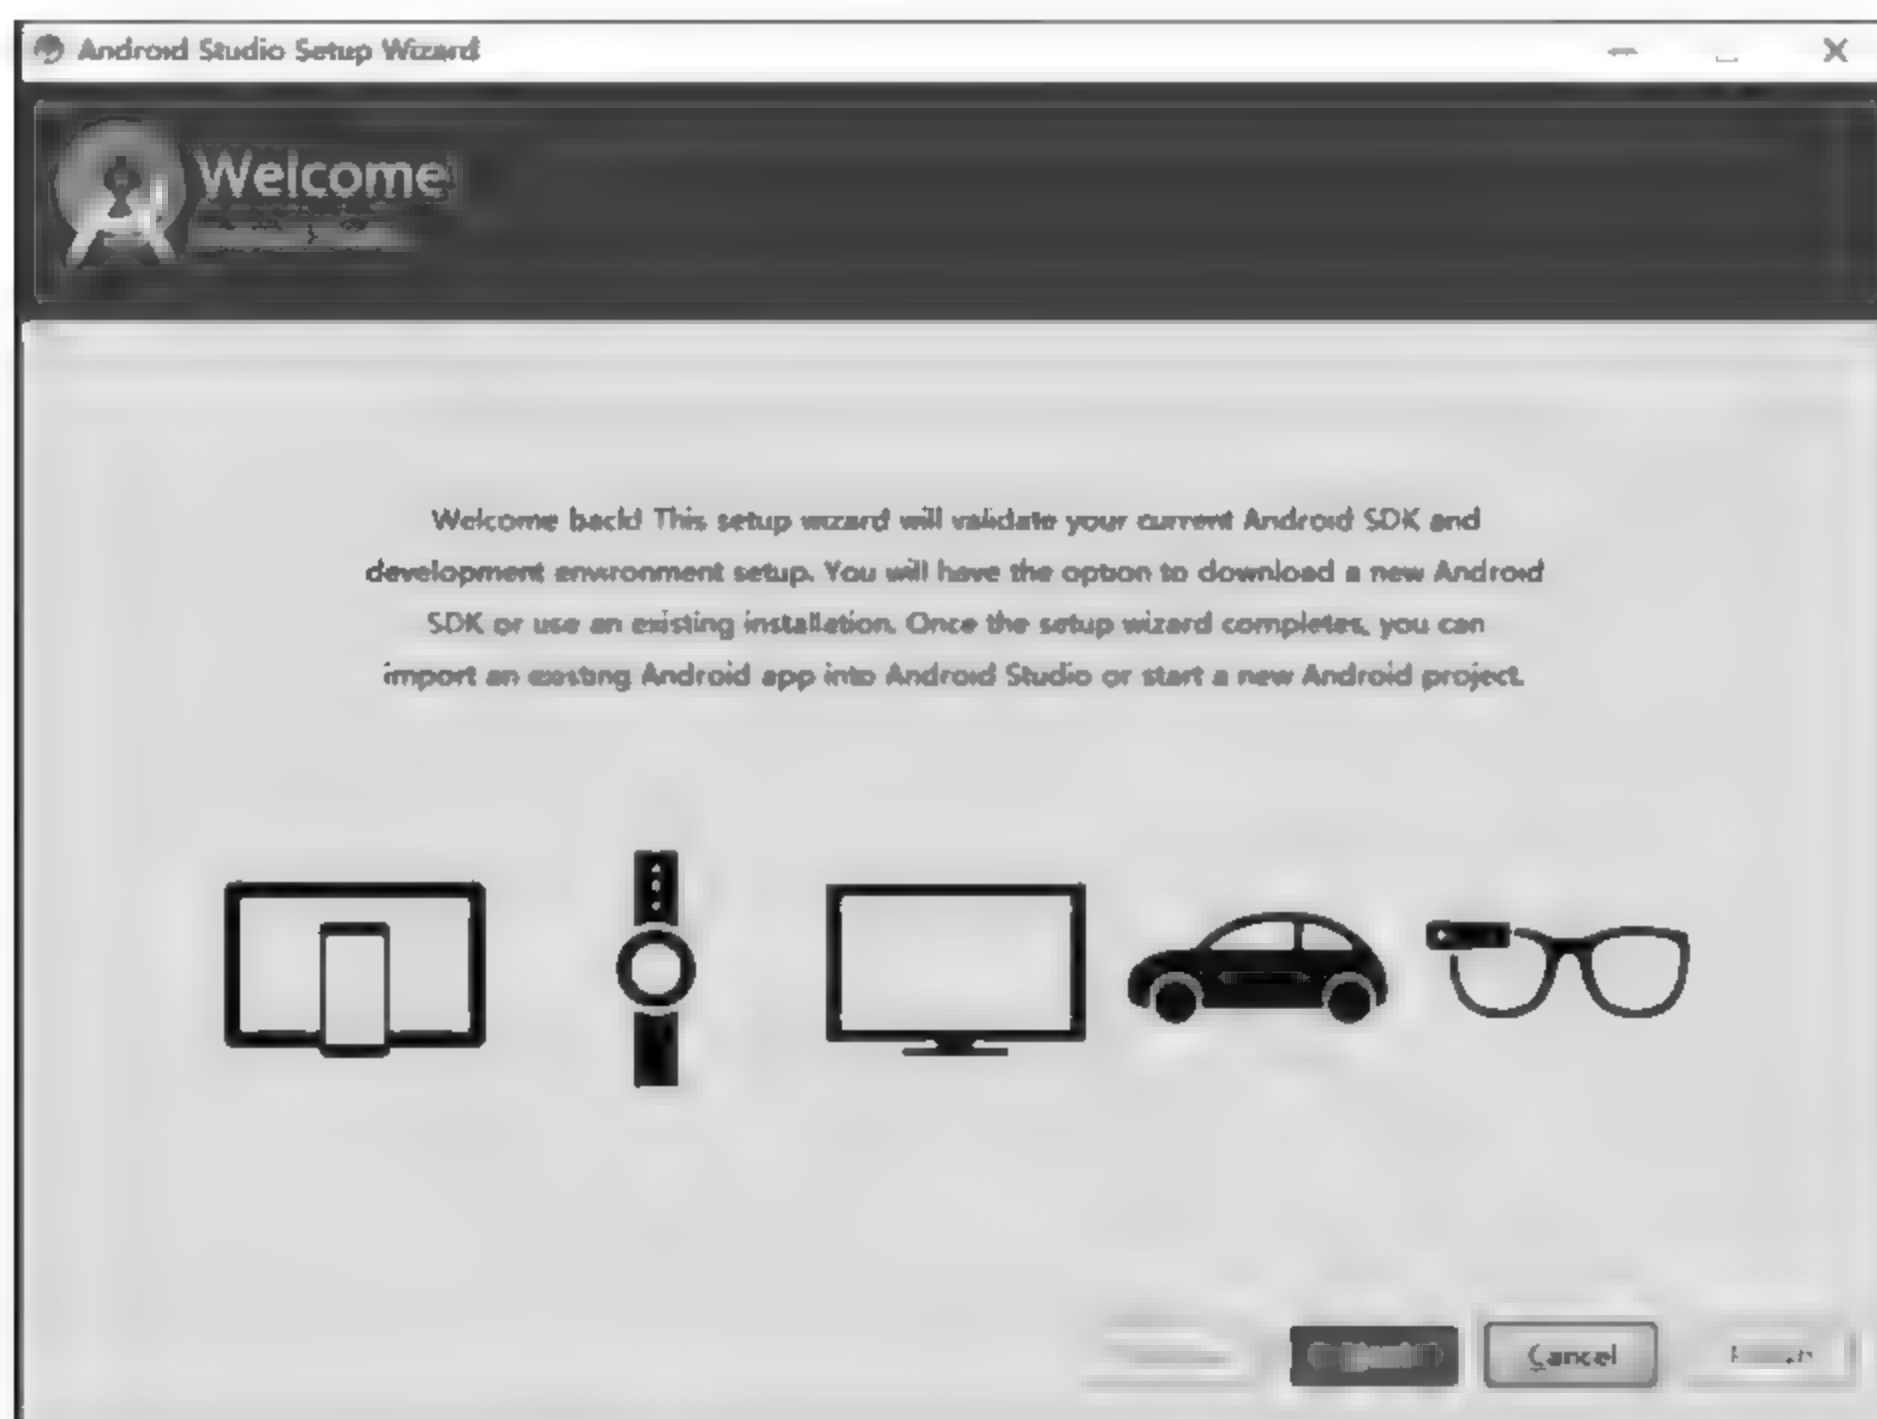 Android Studio Setup Wizard
Welcome
Welcome back! This setup wizard will validate your current Android SDK and
development environment setup. You will have the option to download a new Android
SDK or use an existing installation. Once the setup wizard completes, you can
import an existing Android app into Android Studio or start a new Android project.
Cancel